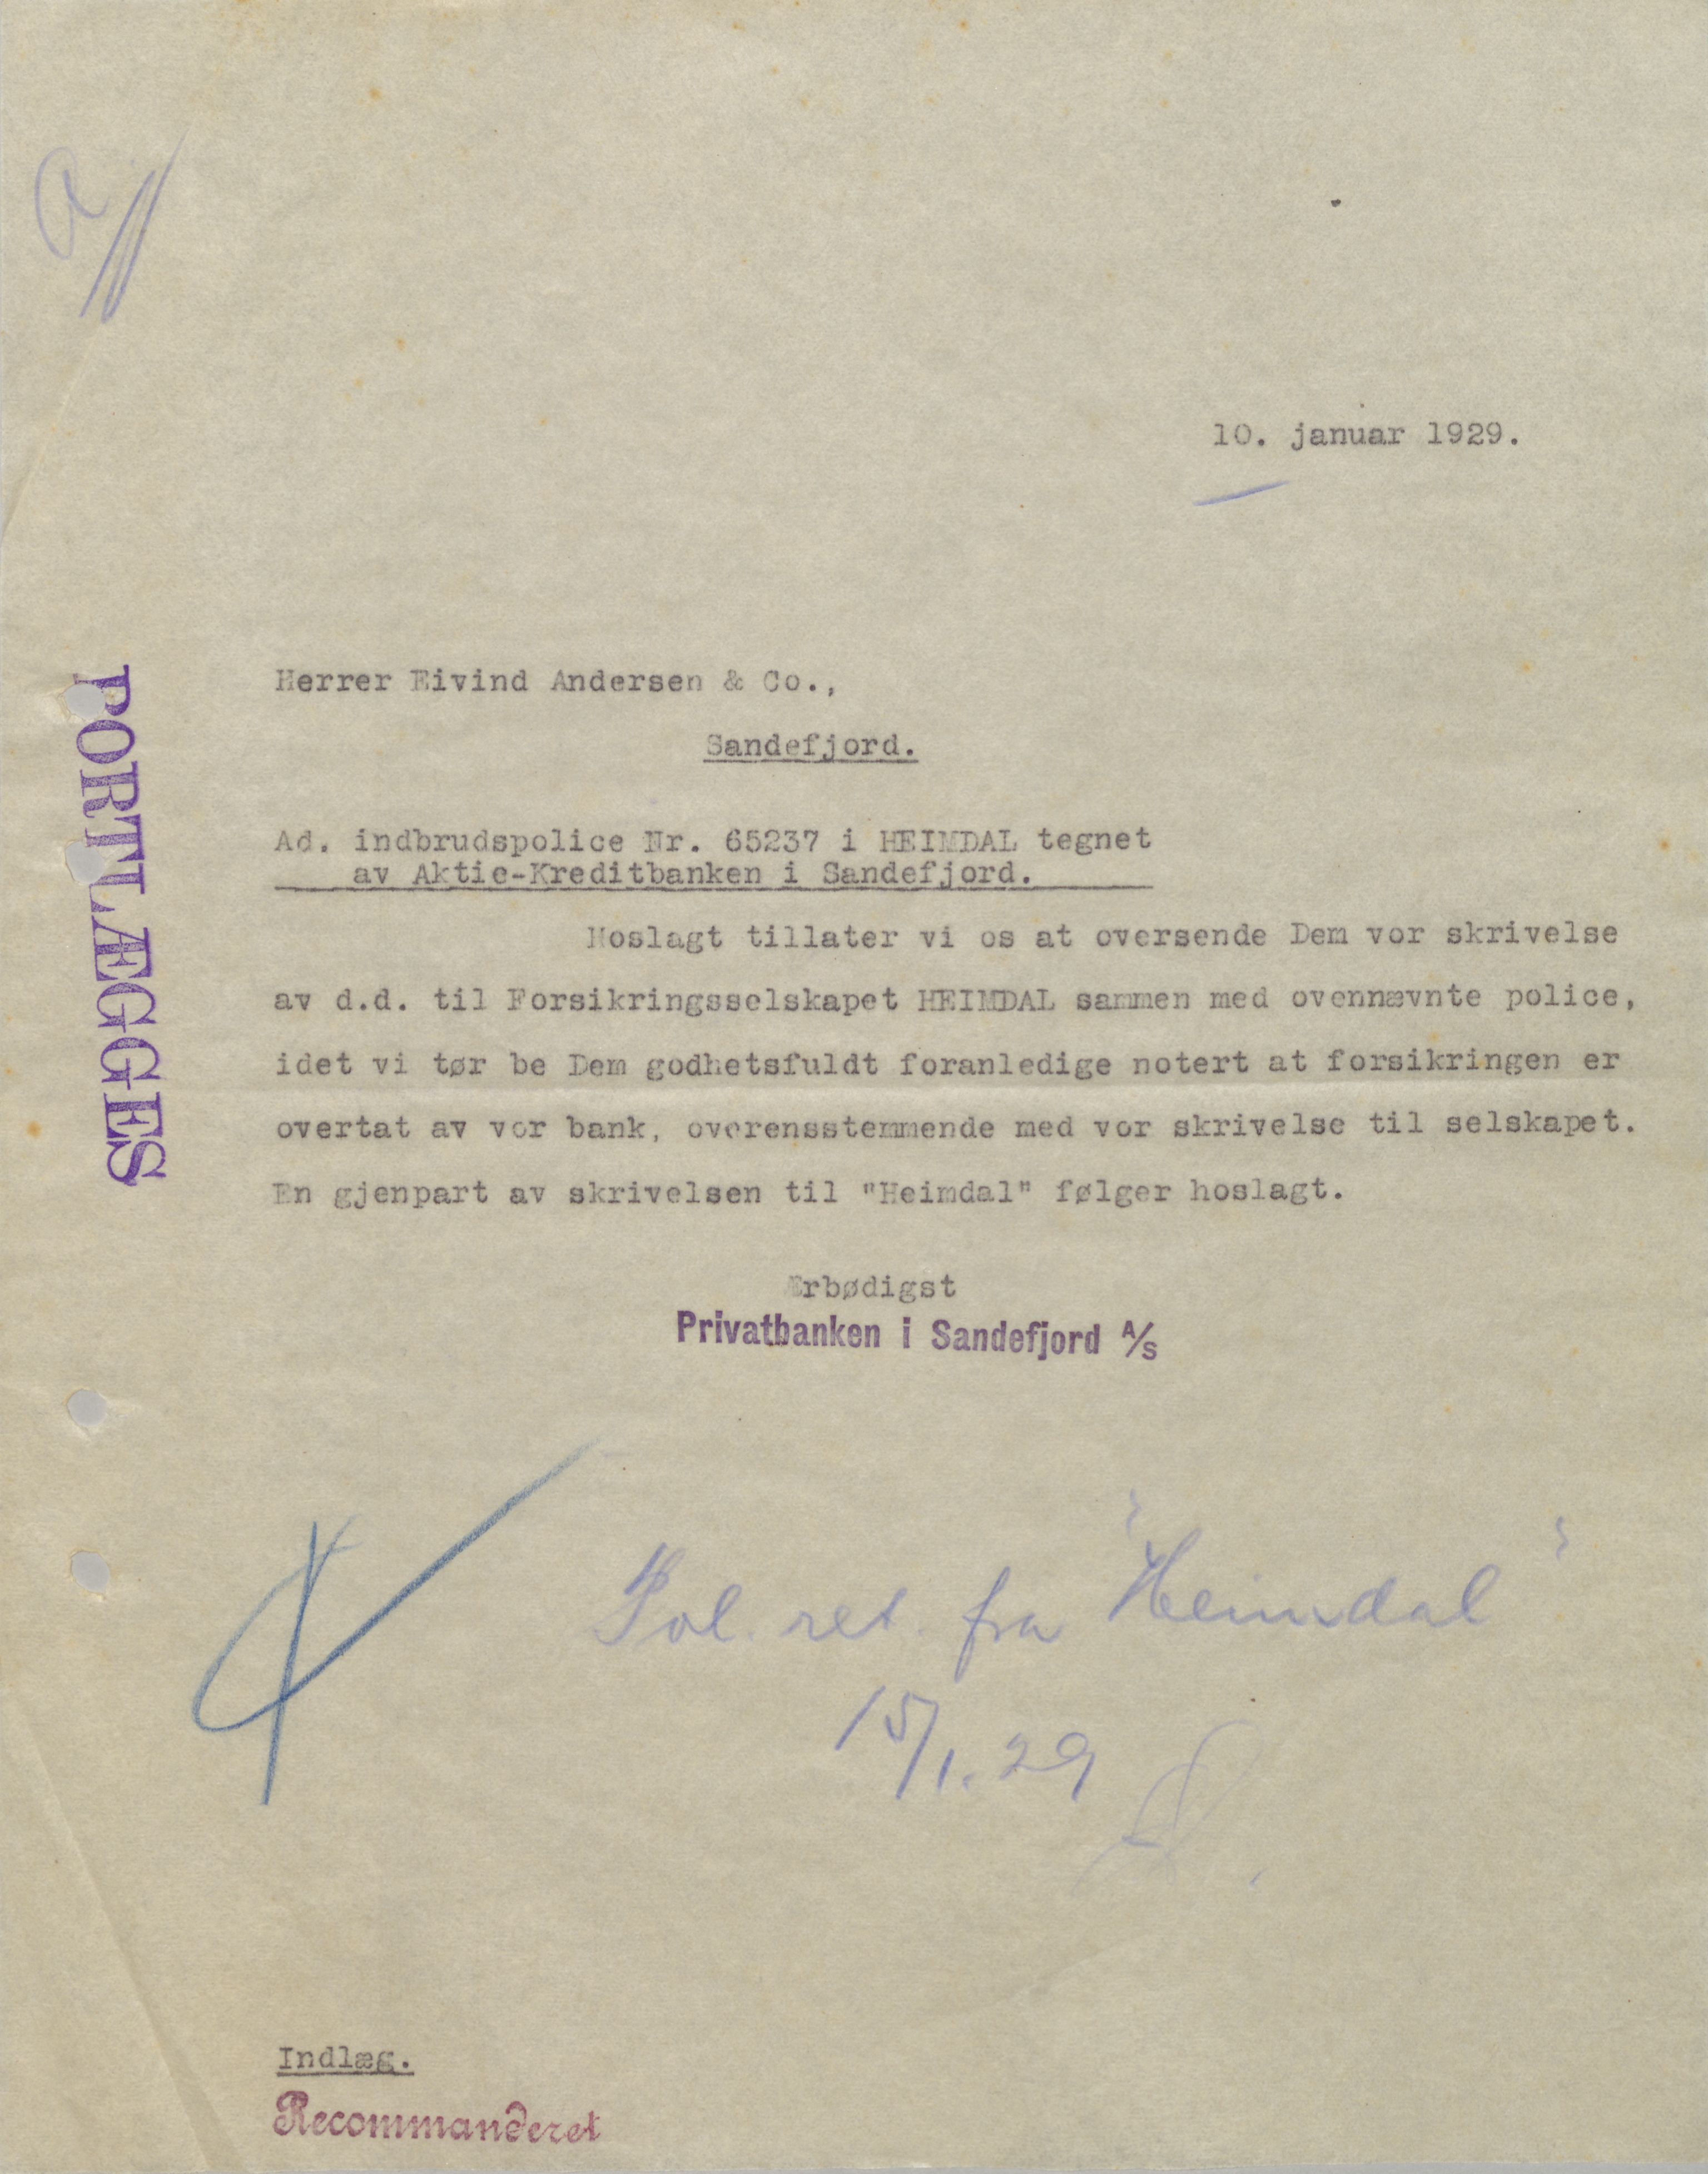 10. januar 1929.
Herrer Eivind Andersen & Co.,
Sandefjord.
Ad. indbrudspolice Nr. 65237 i HEIMDAL tegnet
av Aktie-Kreditbanken i Sandefjord.
Hoslagt tillater vi os at oversende Dem vor skrivelse
av d.d. til Forsikringsselskapet HEIMDAL sammen med ovennævnte police,
idet vi tør be Dem godhetsfuldt foranledige notert at forsikringen er
overtat av vor bank, overensstemmende med vor skrivelse til selskapet.
En gjenpart av skrivelsen til "Heimdal" følger hoslagt.
Ærbødigst
Privatbanken i Sandefjord A/S
PORTLÆGGES
Pol. ret. fra "Heimdal"
15/1.29
Indlæg.
Recommanderet